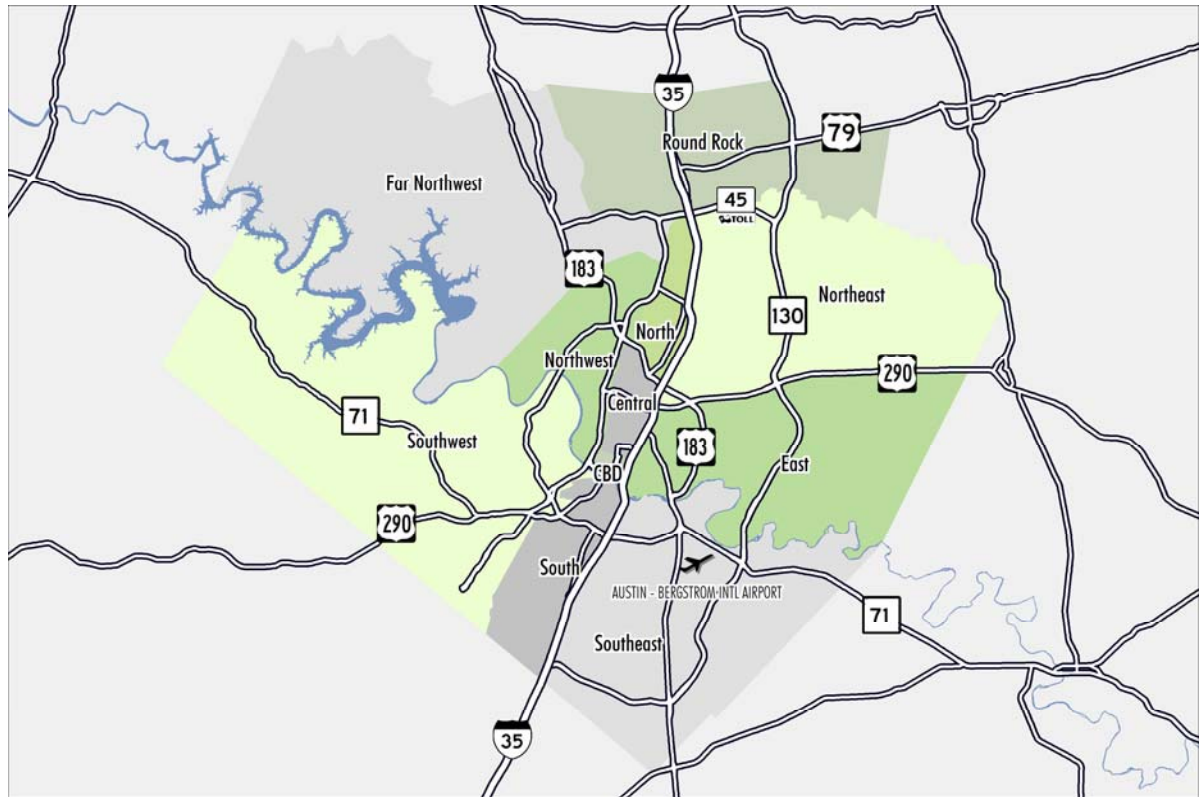 35
79
Round Rock
Far Northwest
45
TOLL
183
Northeast
130
North
Northwest
290
Central
71
Southwest
183
East
CBD
290
South
AUSTIN - BERGSTROM INTL AIRPORT
71
Southeast
35